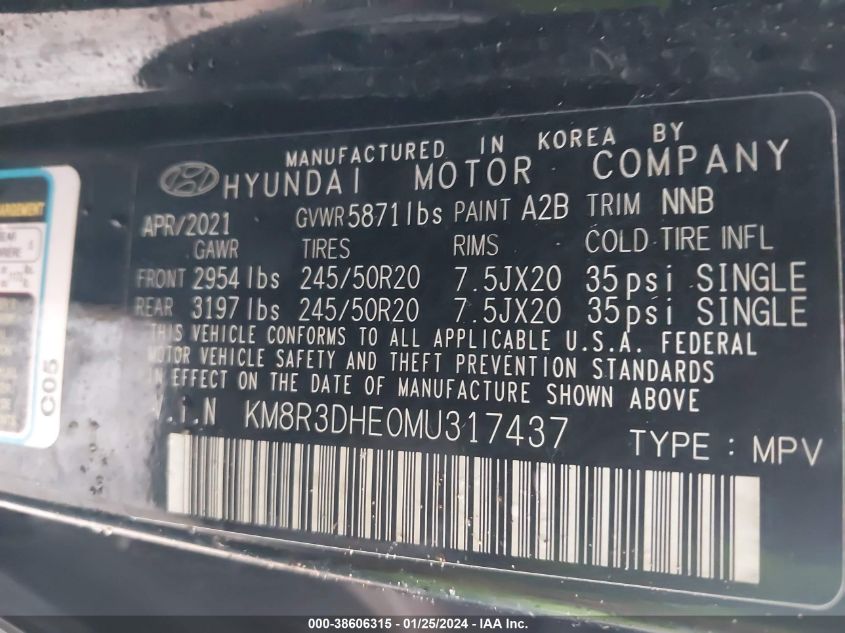 MANUFACTURED IN KOREA BY
HYUNDAI MOTOR COMPANY
APR/2021 GVWR 5871lbs PAINT A2B TRIM NNB
GAWR TIRES RIMS COLD TIRE INFL
FRONT 2954 lbs 245/50R20 7.5JX20 35psi SINGLE
REAR 3197 lbs 245/50R20 7.5JX20 35psi SINGLE
THIS VEHICLE CONFORMS TO ALL APPLICABLE U.S.A. FEDERAL
MOTOR VEHICLE SAFETY AND THEFT PREVENTION STANDARDS
IN EFFECT ON THE DATE OF MANUFACTURE SHOWN ABOVE
V.i.N KM8R3DHE0MU317437 TYPE : MPV
C05
000-38606315 - 01/25/2024 - IAA Inc.